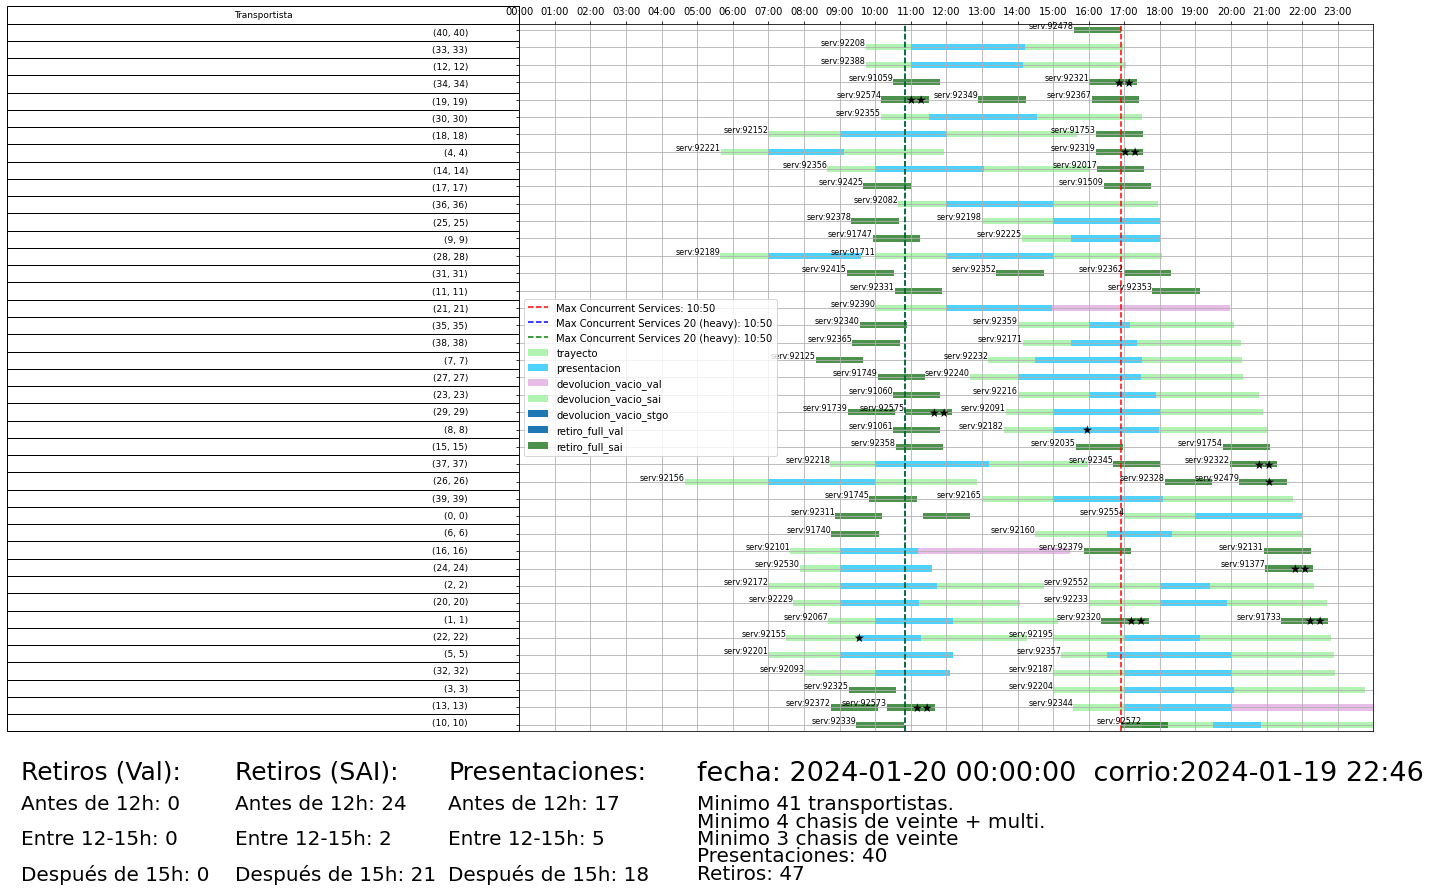 Transportista
00:00 01:00 02:00 03:00 04:00 05:00 06:00 07:00 08:00 09:00 10:00 11:00 12:00 13:00 14:00 15:00 16:00 17:00 18:00 19:00 20:00 21:00 22:00 23:00
(40, 40) serv:92478
(33, 33) serv:92208
(12, 12) serv:92388
(34, 34) serv:91059 serv:92321
(19, 19) serv:92574 serv:92349 serv:92367
(30, 30) serv:92355
(18, 18) serv:92152 serv:91753
(4, 4) serv:92221 serv:92319
(14, 14) serv:92356 serv:92017
(17, 17) serv:92425 serv:91509
(36, 36) serv:92082
(25, 25) serv:92378 serv:92198
(9, 9) serv:91747 serv:92225
(28, 28) serv:92189 serv:91711
(31, 31) serv:92415 serv:92352 serv:92362
(11, 11) serv:92331 serv:92353
(21, 21) serv:92390
(35, 35) serv:92340 serv:92359
(38, 38) serv:92365 serv:92171
(7, 7) serv:92125 serv:92232
(27, 27) serv:91749 serv:92240
(23, 23) serv:91060 serv:92216
(29, 29) serv:91739 serv:92575 serv:92091
(8, 8) serv:91061 serv:92182
(15, 15) serv:92358 serv:92035 serv:91754
(37, 37) serv:92218 serv:92345 serv:92322
(26, 26) serv:92156 serv:92328 serv:92479
(39, 39) serv:91745 serv:92165
(0, 0) serv:92311 serv:92554
(6, 6) serv:91740 serv:92160
(16, 16) serv:92101 serv:92379 serv:92131
(24, 24) serv:92530 serv:91377
(2, 2) serv:92172 serv:92552
(20, 20) serv:92229 serv:92233
(1, 1) serv:92067 serv:92320 serv:91733
(22, 22) serv:92155 serv:92195
(5, 5) serv:92201 serv:92357
(32, 32) serv:92093 serv:92187
(3, 3) serv:92325 serv:92204
(13, 13) serv:92372 serv:92573 serv:92344
(10, 10) serv:92339 serv:92572
Max Concurrent Services: 10:50
Max Concurrent Services 20 (heavy): 10:50
Max Concurrent Services 20 (heavy): 10:50
trayecto
presentacion
devolucion_vacio_val
devolucion_vacio_sai
devolucion_vacio_stgo
retiro_full_val
retiro_full_sai
Retiros (Val):
Antes de 12h: 0
Entre 12-15h: 0
Después de 15h: 0
Retiros (SAI):
Antes de 12h: 24
Entre 12-15h: 2
Después de 15h: 21
Presentaciones:
Antes de 12h: 17
Entre 12-15h: 5
Después de 15h: 18
fecha: 2024-01-20 00:00:00 corrio:2024-01-19 22:46
Minimo 41 transportistas.
Minimo 4 chasis de veinte + multi.
Minimo 3 chasis de veinte
Presentaciones: 40
Retiros: 47